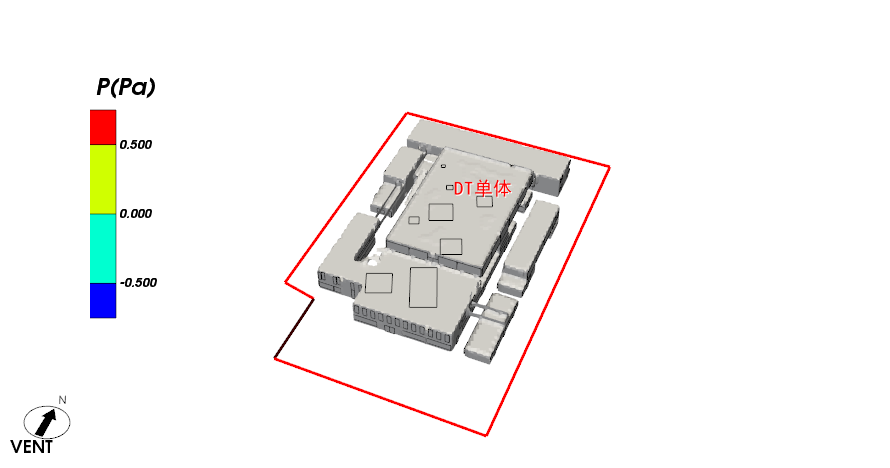 P(Pa)
0.500
0.000
-0.500
DT单体
N
VENT